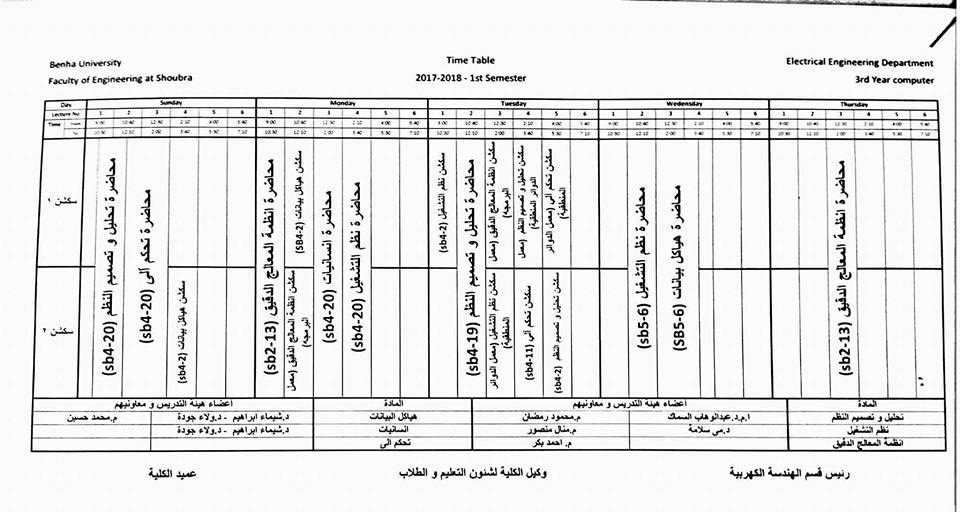 Benha University
Time Table
Electrical Engineering Department
Faculty of Engineering at Shoubra
2017-2018 - 1st Semester
3rd Year computer
Day Sunday Monday Tuesday Wedensday Thursday
Lecture No 1 2 3 4 5 6 1 2 3 4 5 6 1 2 3 4 5 6 1 2 3 4 5 6 1 2 3 4 5 6
Time From 9:00 10:40 12:30 2:10 4:00 5:40 9:00 10:40 12:30 2:10 4:00 5:40 9:00 10:40 12:30 2:10 4:00 5:40 9:00 10:40 12:30 2:10 4:00 5:40 9:00 10:40 12:30 2:10 4:00 5:40
To 10:30 12:10 2:00 3:40 5:30 7:10 10:30 12:10 2:00 3:40 5:30 7:10 10:30 12:10 2:00 3:40 5:30 7:10 10:30 12:10 2:00 3:40 5:30 7:10 10:30 12:10 2:00 3:40 5:30 7:10
سكشن ١
سكشن ٢
محاضرة تحليل و تصميم النظم (sb4-20)
محاضرة تحكم آلى (sb4-20)
سكشن هياكل بيانات (sb4-2)
محاضرة انظمة المعالج الدقيق (sb2-13)
سكشن هياكل بيانات (SB4-2)
سكشن انظمة المعالج الدقيق (معمل البرمجه)
محاضرة انسانيات (sb4-20)
محاضرة نظم التشغيل (sb4-20)
سكشن نظم التشغيل (sb4-2)
محاضرة تحليل و تصميم النظم (sb4-19)
سكشن انظمة المعالج الدقيق (معمل البرمجه)
سكشن نظم التشغيل (معمل الدوائر المنطقية)
سكشن تحليل و تصميم النظم (معمل الدوائر المنطقية)
سكشن تحكم آلي (sb4-11)
سكشن تحكم آلي (معمل الدوائر المنطقية)
سكشن تحليل و تصميم النظم (sb4-2)
محاضرة نظم التشغيل (sb5-6)
محاضرة هياكل بيانات (SB5-6)
محاضرة انظمة المعالج الدقيق (sb2-13)
المادة اعضاء هيئة التدريس و معاونيهم المادة اعضاء هيئة التدريس و معاونيهم
تحليل و تصميم النظم ا.م.د.عبدالوهاب السماك م.محمود رمضان هياكل البيانات د.شيماء ابراهيم - د.ولاء جودة م.محمد حسين
نظم التشغيل د.مي سلامة م.منال منصور انسانيات د.شيماء ابراهيم - د.ولاء جودة
انظمة المعالج الدقيق م. احمد بكر تحكم آلى
رئيس قسم الهندسة الكهربية
وكيل الكلية لشئون التعليم و الطلاب
عميد الكلية